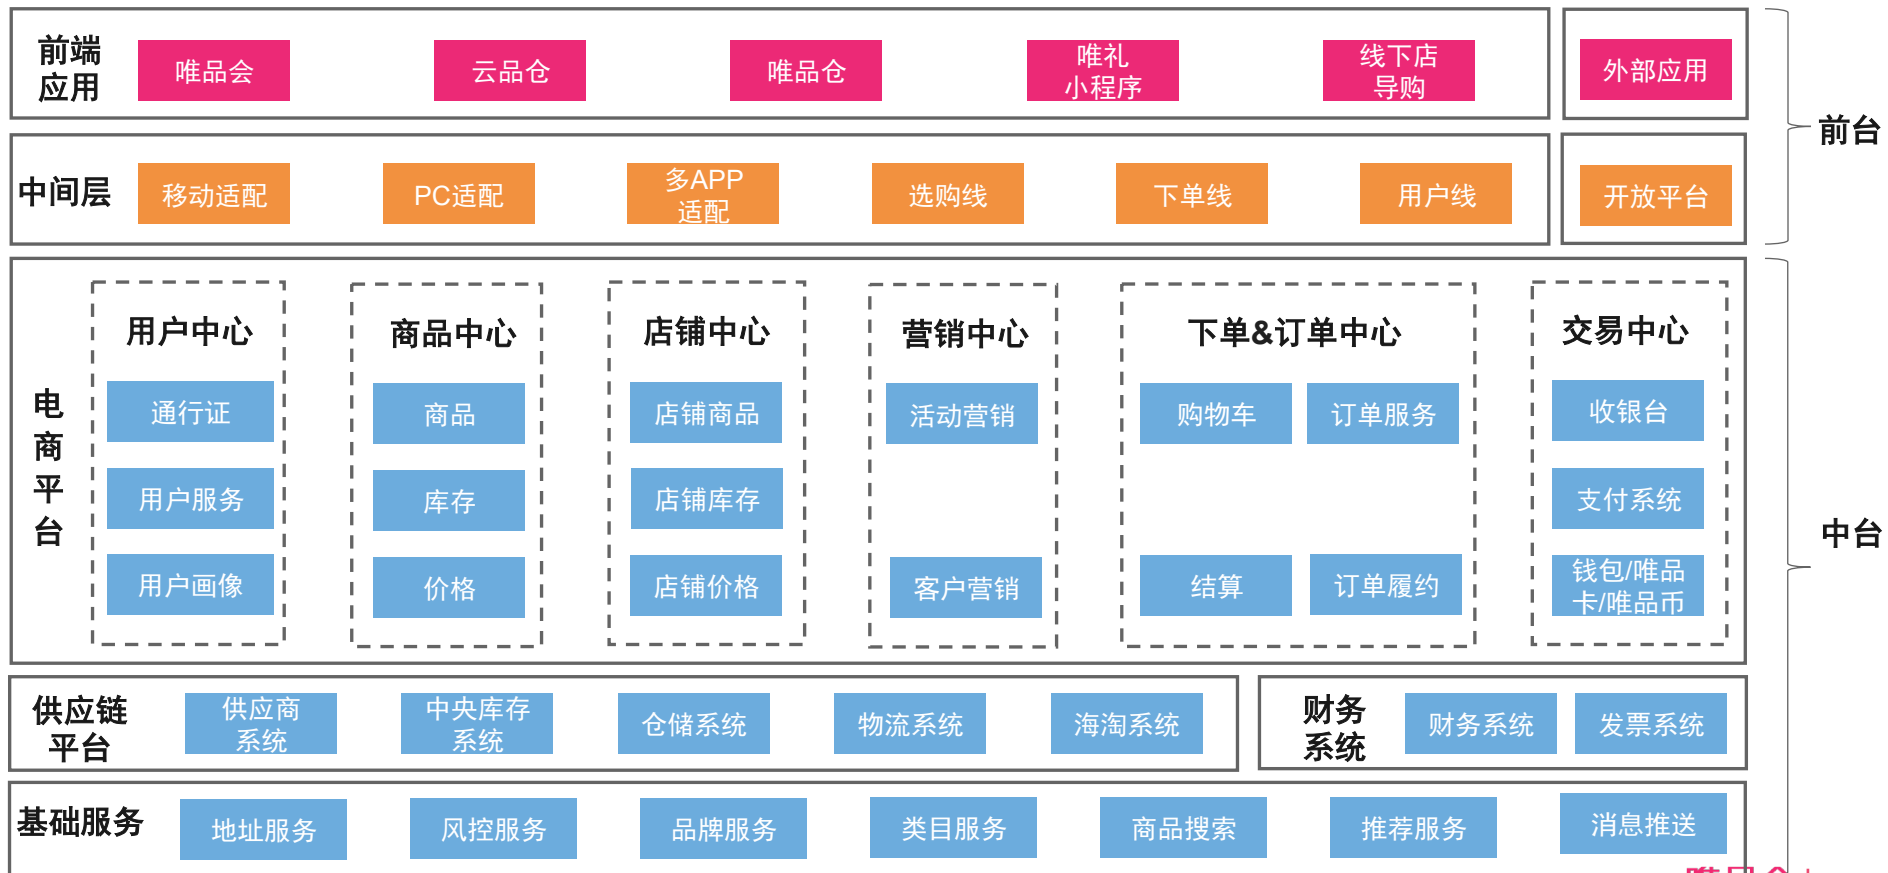 前端
应用
唯品会
云品仓
唯品仓
唯礼
小程序
线下店
导购
外部应用
前台
中间层
移动适配
PC适配
多APP
适配
选购线
下单线
用户线
开放平台
电
商
平
台
用户中心
通行证
用户服务
用户画像
商品中心
商品
库存
价格
店铺中心
店铺商品
店铺库存
店铺价格
营销中心
活动营销
客户营销
下单&订单中心
购物车
订单服务
结算
订单履约
交易中心
收银台
支付系统
钱包/唯品
卡/唯品币
中台
供应链
平台
供应商
系统
中央库存
系统
仓储系统
物流系统
海淘系统
财务
系统
财务系统
发票系统
基础服务
地址服务
风控服务
品牌服务
类目服务
商品搜索
推荐服务
消息推送